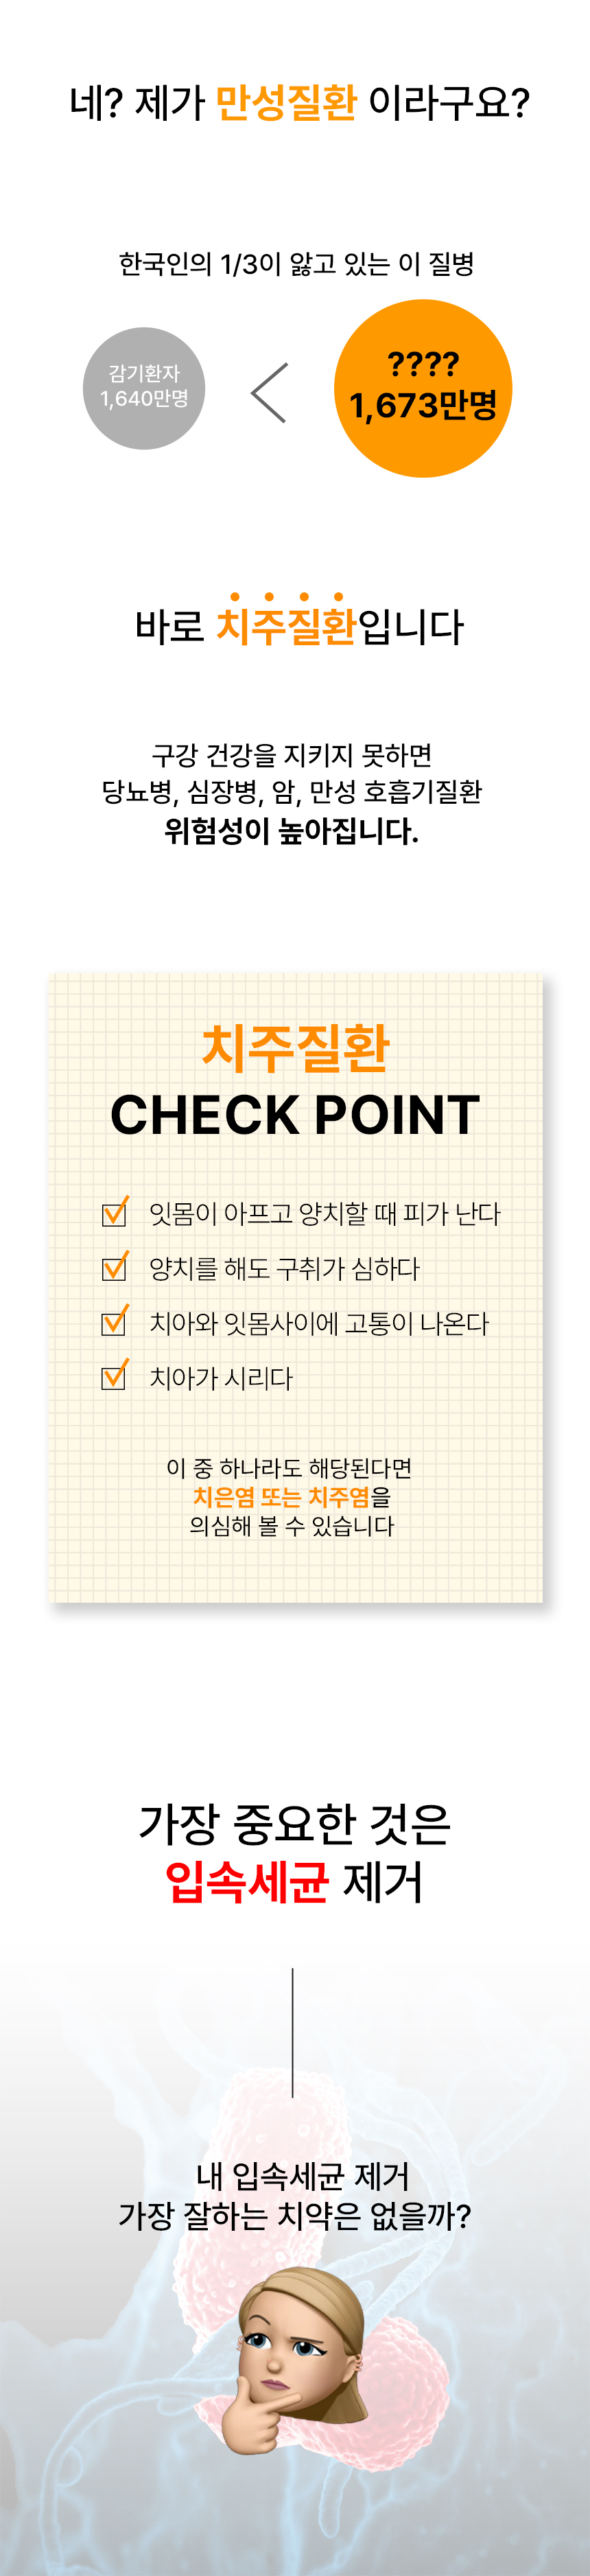 네? 제가 만성질환 이라구요?
한국인의 1/3이 앓고 있는 이 질병
감기환자
1,640만명
<
????
1,673만명
바로 치주질환입니다
구강 건강을 지키지 못하면
당뇨병, 심장병, 암, 만성 호흡기질환
위험성이 높아집니다.
치주질환
CHECK POINT
잇몸이 아프고 양치할 때 피가 난다
양치를 해도 구취가 심하다
치아와 잇몸사이에 고통이 나온다
치아가 시리다
이 중 하나라도 해당된다면
치은염 또는 치주염을
의심해 볼 수 있습니다
가장 중요한 것은
입속세균 제거
내 입속세균 제거
가장 잘하는 치약은 없을까?